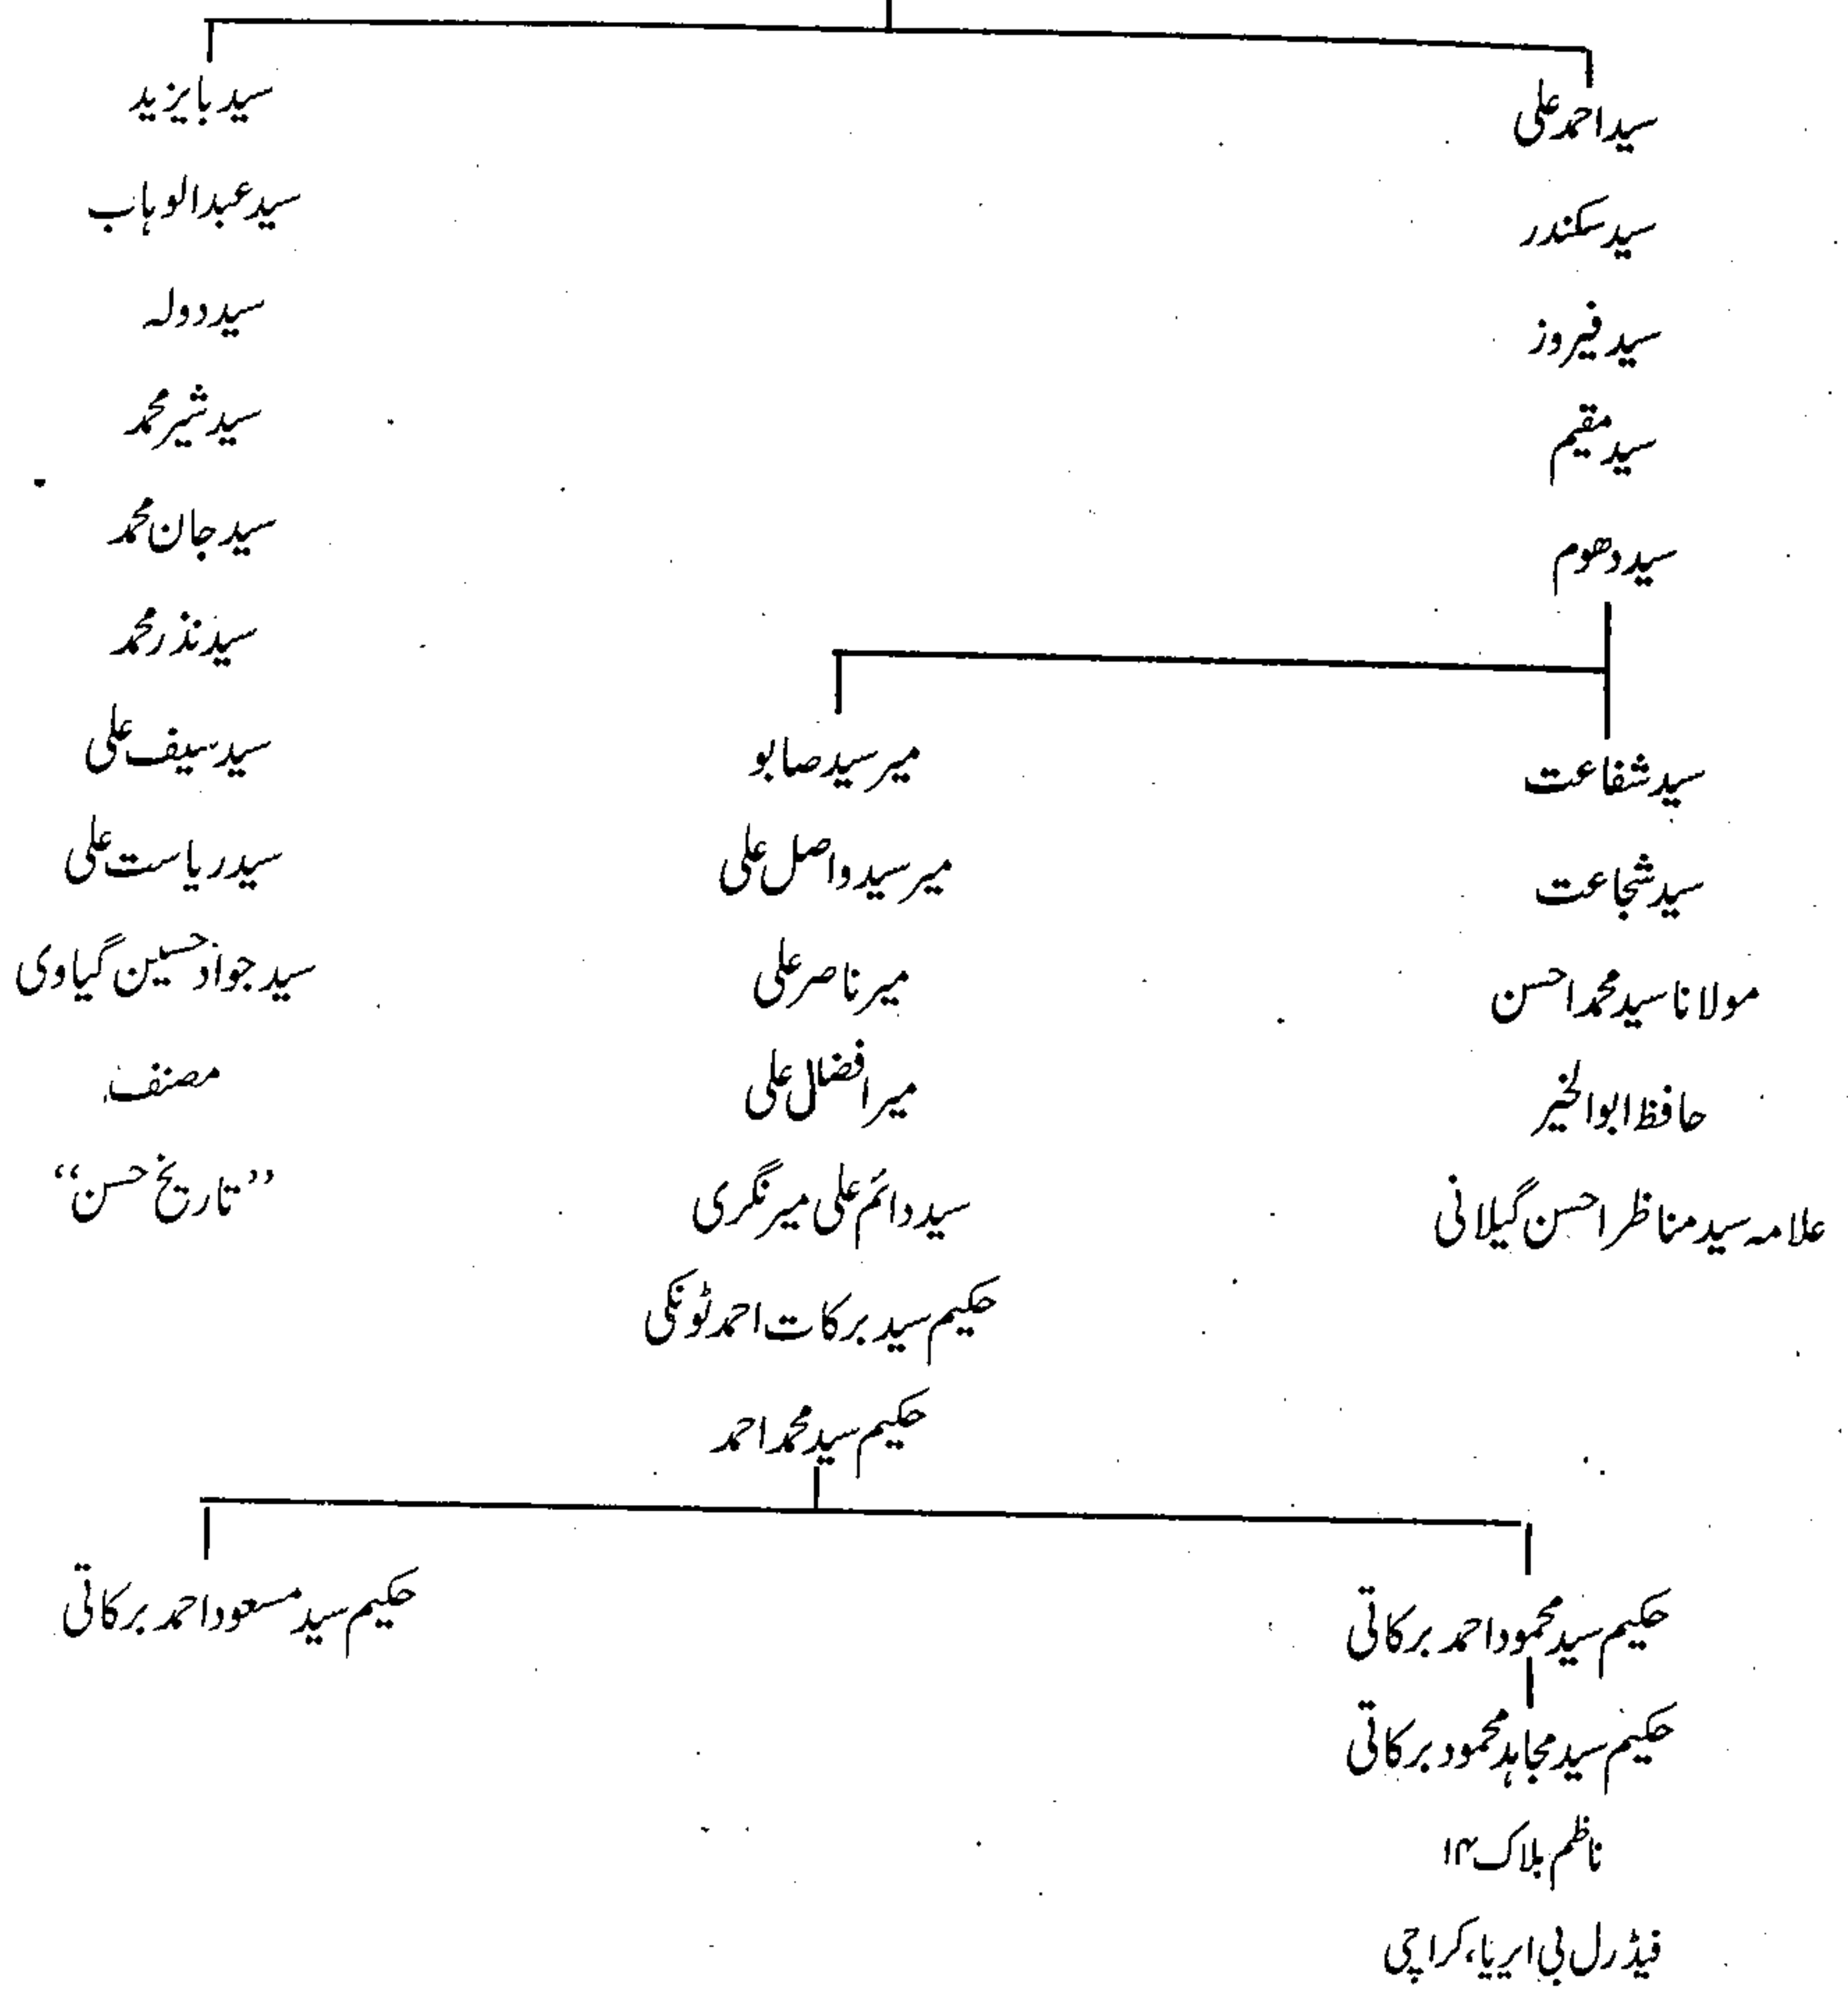 سید احمد علی
سید سکندر
سید فیروز
سید مقیم
سید دھوم
سید شفاعت
سید شجاعت
مولانا سید محمد احسن
حافظ ابوالخیر
علامہ سید مناظر احسن گیلانی
میر سید صابو
میر سید واصل علی
میر ناصر علی
میر افضل علی
سید دائم علی میر نگری
حکیم سید برکات احمد ٹونکی
حکیم سید محمد احمد
سید بایزید
سید عبدالوہاب
سید دولہ
سید شیر محمد
سید جان محمد
سید نذر محمد
سید سیف علی
سید ریاست علی
سید جواد حسین گیاوی
مصنف
”تاریخ حسن“
حکیم سید محمود احمد برکاتی
حکیم سید مجاہد محمود برکاتی
ناظم بلاک ۱۴
فیڈرل بی ایریا، کراچی
حکیم سید مسعود احمد برکاتی